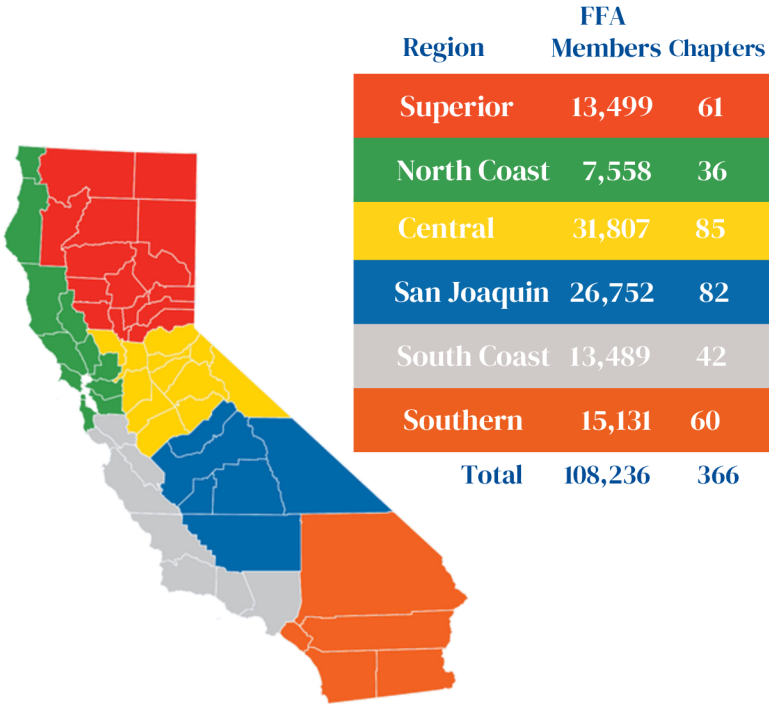 FFA
Region Members Chapters
Superior 13,499 61
North Coast 7,558 36
Central 31,807 85
San Joaquin 26,752 82
South Coast 13,489 42
Southern 15,131 60
Total 108,236 366